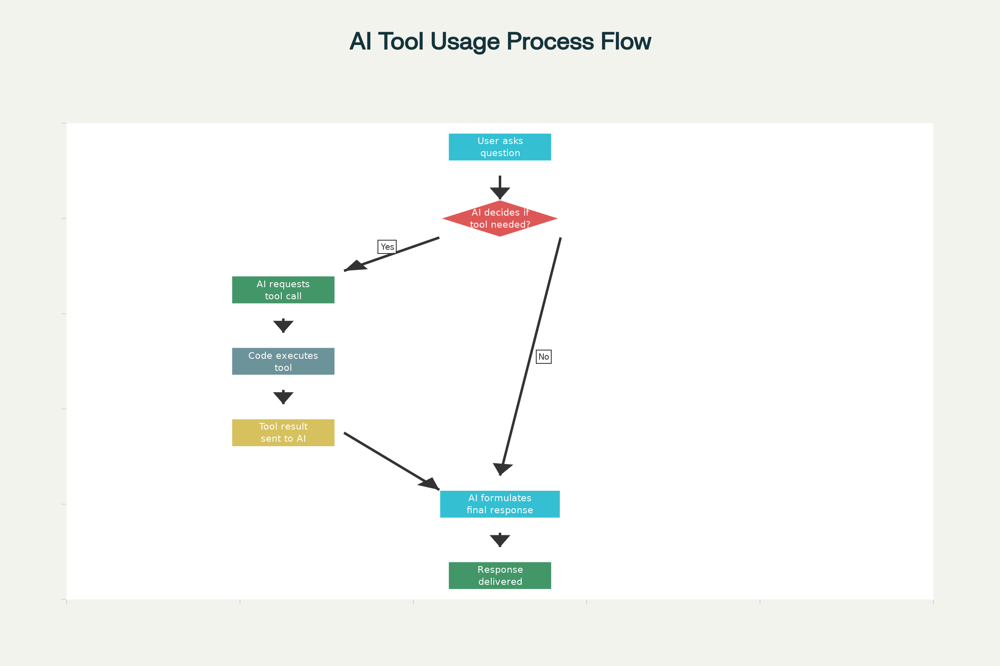 AI Tool Usage Process Flow
User asks
question
AI decides if
tool needed?
Yes
AI requests
tool call
Code executes
tool
No
Tool result
sent to AI
AI formulates
final response
Response
delivered